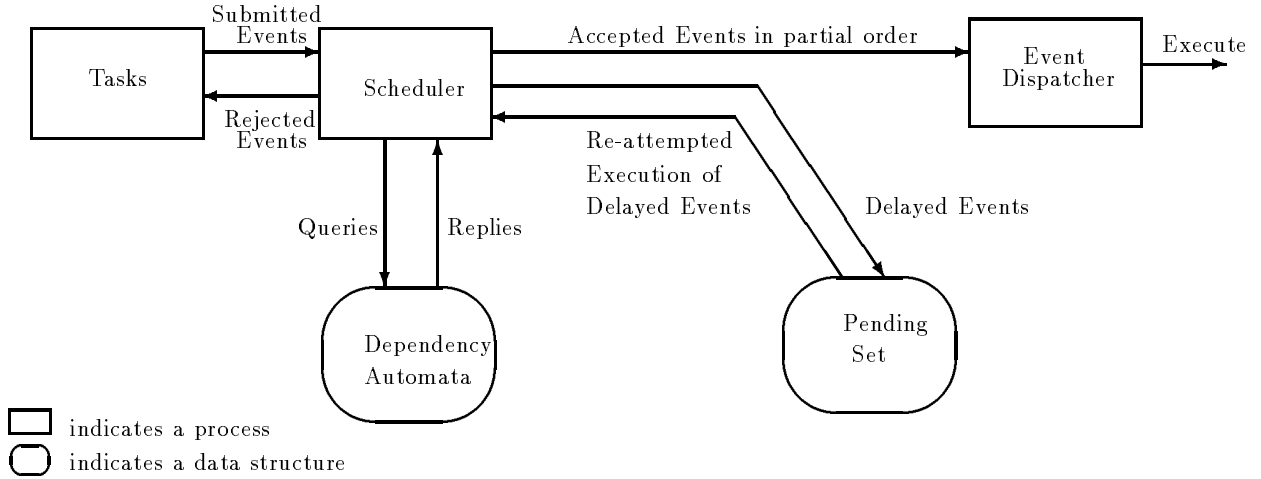 Submitted
Events
Accepted Events in partial order
Execute
Tasks
Scheduler
Event
Dispatcher
Rejected
Events
Re-attempted
Execution of
Delayed Events
Delayed Events
Queries
Replies
Pending
Set
Dependency
Automata
indicates a process
indicates a data structure